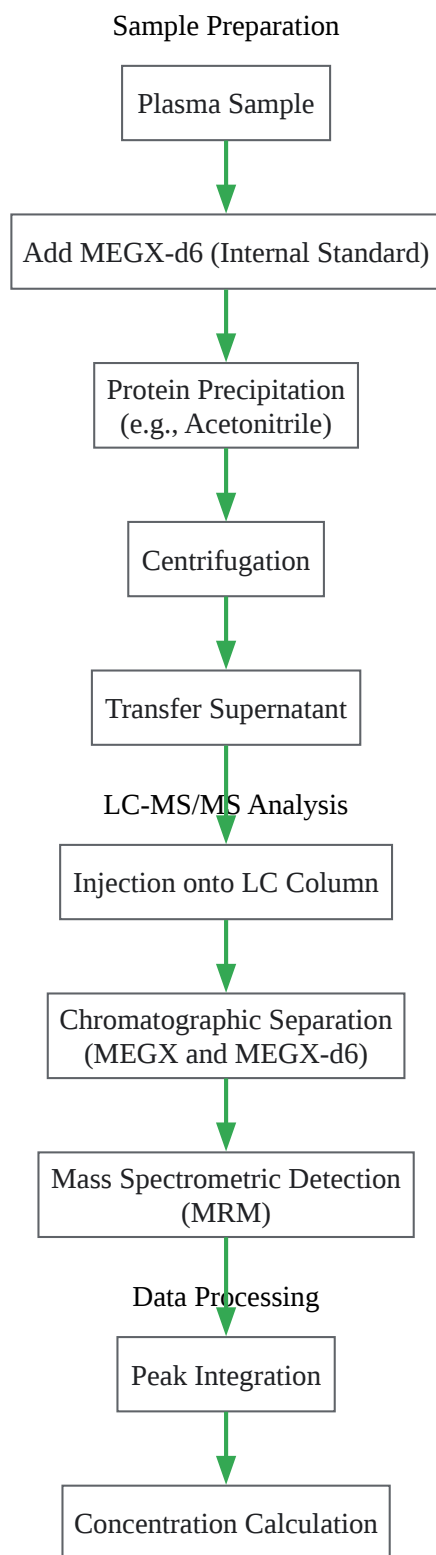 Sample Preparation
Plasma Sample
Add MEGX-d6 (Internal Standard)
Protein Precipitation
(e.g., Acetonitrile)
Centrifugation
Transfer Supernatant
LC-MS/MS Analysis
Injection onto LC Column
Chromatographic Separation
(MEGX and MEGX-d6)
Mass Spectrometric Detection
(MRM)
Data Processing
Peak Integration
Concentration Calculation